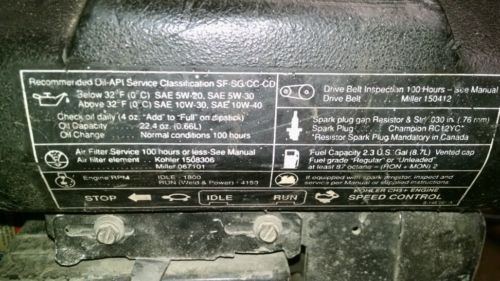 Recommended Oil-API Service Classification SF-SG/CC-CD
Below 32°F (0°C) SAE 5W-20, SAE 5W-30
Above 32°F (0°C) SAE 10W-30, SAE 10W-40
Check oil daily (4 oz. "Add" to "Full" on dipstick)
Oil Capacity 22.4 oz. (0.66L)
Oil Change Normal conditions 100 hours
Air Filter Service 100 hours or less-See Manual
Air filter element Kohler 1508306
Miller 067101
Engine RPM IDLE - 1800
RUN (Weld & Power) - 4150
STOP IDLE RUN
Drive Belt Inspection 100 Hours – See Manual
Drive Belt Miller 150412
Spark plug gap Resistor & Std .030 in. (.76 mm)
Spark Plug Champion RC12YC*
*Resistor Spark Plug Mandatory in Canada
Fuel Capacity 2.3 U.S. Gal (8.7L) Vented cap
Fuel grade "Regular" or "Unleaded"
at least 87 octane = (RON + MON) 2
If equipped with spark arrestor, inspect and
service per Manual or supplied instructions.
KOHLER CH5+ ENGINE
SPEED CONTROL